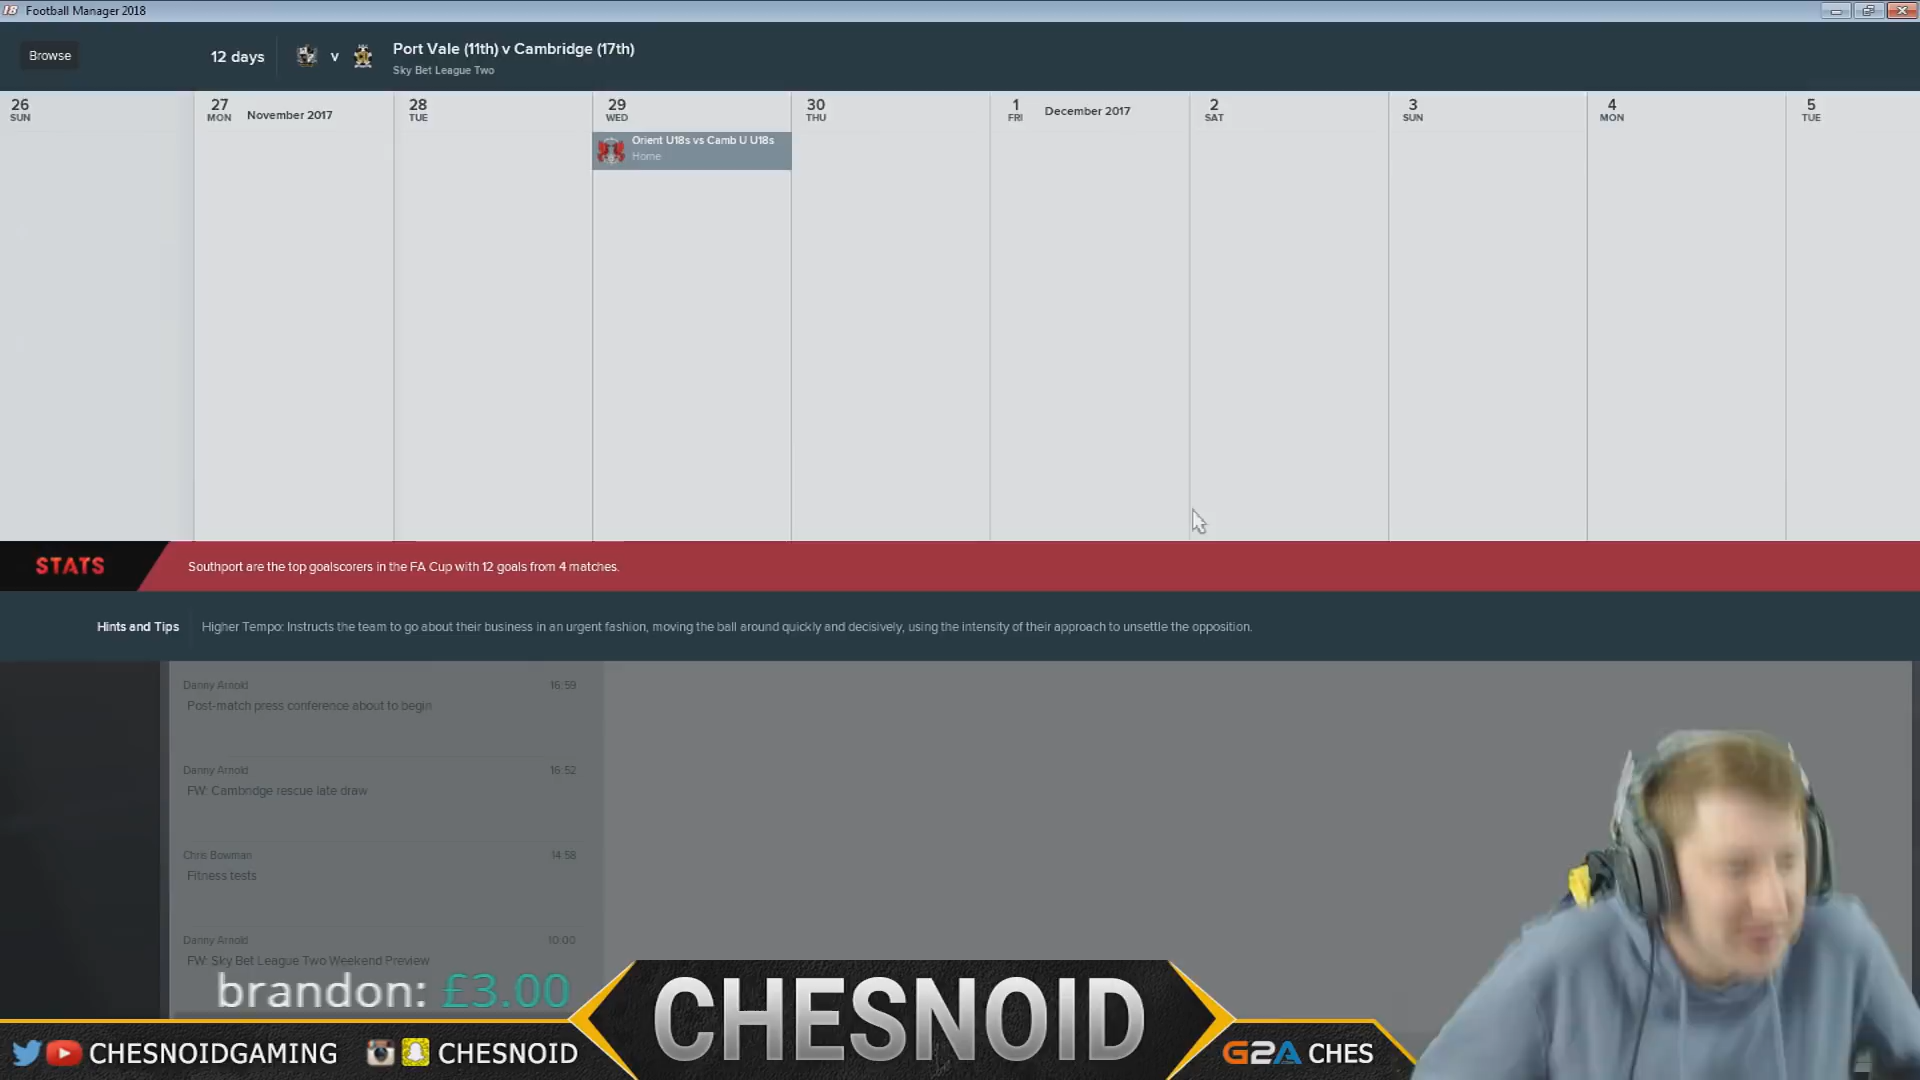 Football Manager 2018
Browse
12 days
v
Port Vale (11th) v Cambridge (17th)
Sky Bet League Two
26
SUN
27
MON
November 2017
28
TUE
29
WED
30
THU
1
FRI
December 2017
2
SAT
3
SUN
4
MON
5
TUE
Orient U18s vs Camb U U18s
Home
STATS
Southport are the top goalscorers in the FA Cup with 12 goals from 4 matches.
Hints and Tips
Higher Tempo: Instructs the team to go about their business in an urgent fashion, moving the ball around quickly and decisively, using the intensity of their approach to unsettle the opposition.
Danny Arnold 16:59
Post-match press conference about to begin
Danny Arnold 16:52
FW: Cambridge rescue late draw
Chris Bowman 14:58
Fitness tests
Danny Arnold 10:00
FW: Sky Bet League Two Weekend Preview
brandon: £3.00
CHESNOID
CHESNOIDGAMING
CHESNOID
G2A CHES